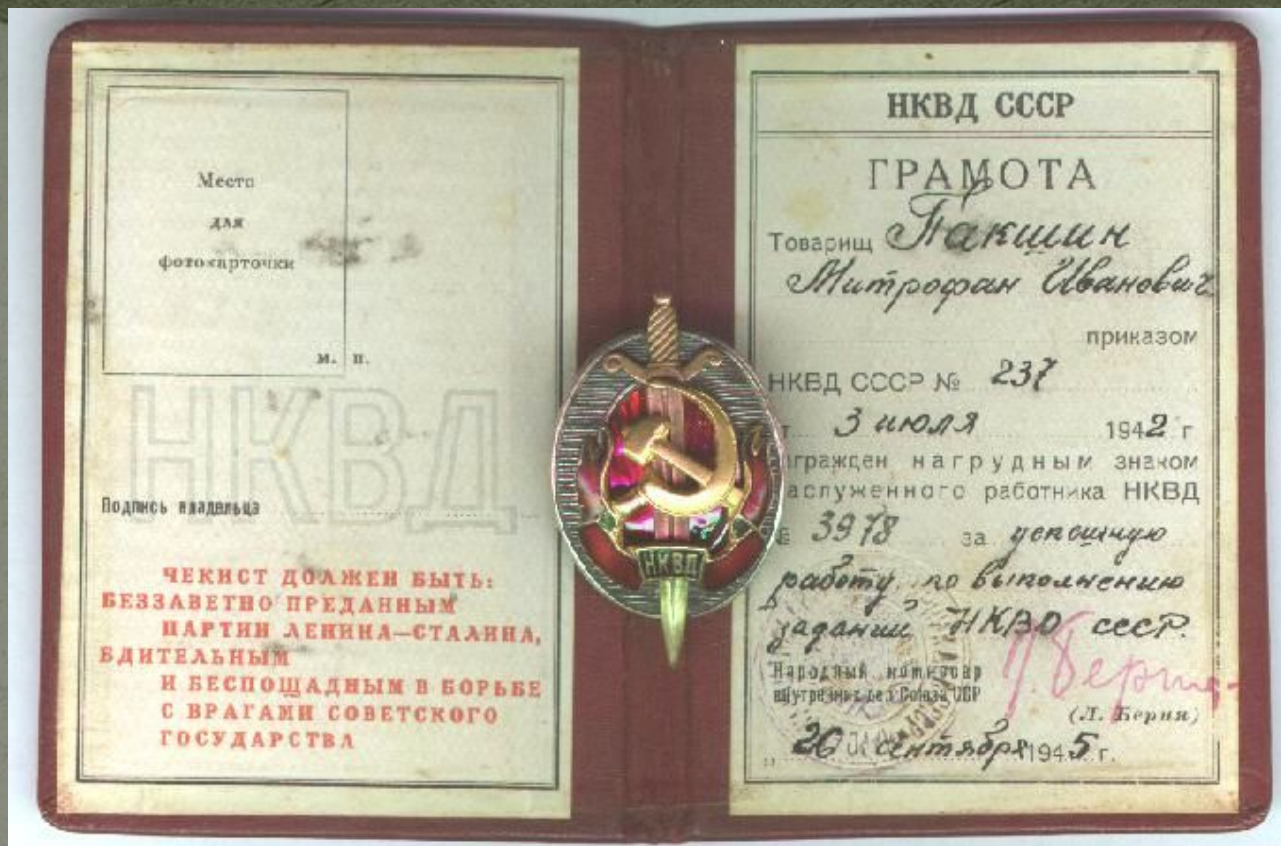 Место
для
фотокарточки
м. п.
НКВД
Подпись владельца
ЧЕКИСТ ДОЛЖЕН БЫТЬ:
БЕЗЗАВЕТНО ПРЕДАННЫМ
ПАРТИИ ЛЕНИНА—СТАЛИНА,
БДИТЕЛЬНЫМ
И БЕСПОЩАДНЫМ В БОРЬБЕ
С ВРАГАМИ СОВЕТСКОГО
ГОСУДАРСТВА
НКВД
НКВД СССР
ГРАМОТА
Товарищ Пакшин
Митрофан Иванович
приказом
НКВД СССР № 237
3 июля 1942 г
награжден нагрудным знаком
заслуженного работника НКВД
№ 3978 за успешную
работу по выполнению
заданий НКВД СССР.
Народный комиссар
внутренних дел Союза ССР
Л. Берия
(Л. Берия)
20 сентября 1945 г.